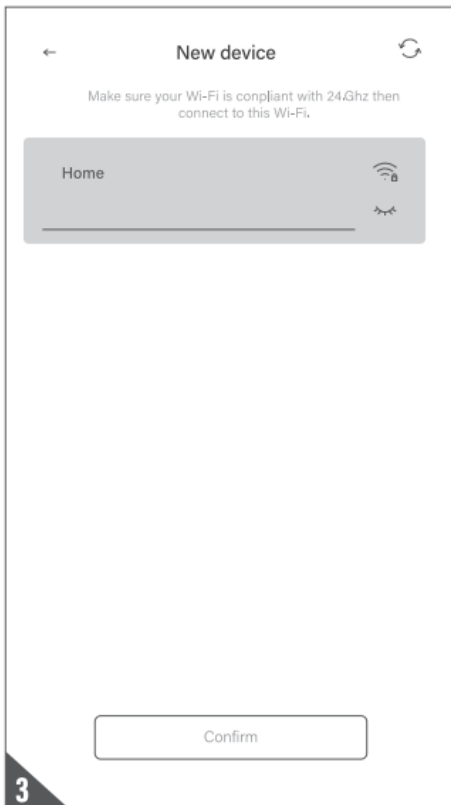 New device
Make sure your Wi-Fi is conpliant with 24.Ghz then
connect to this Wi-Fi.
Home
Confirm
3